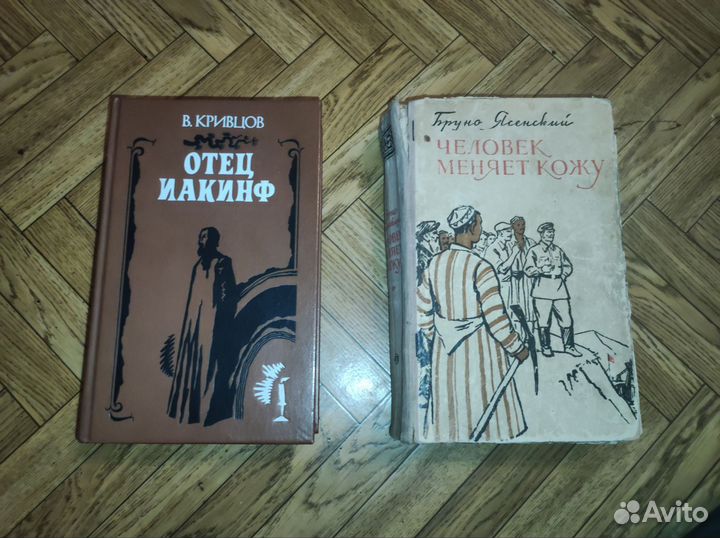 В. КРИВЦОВ
ОТЕЦ
ИАКИНФ
Бруно Ясенский
ЧЕЛОВЕК
МЕНЯЕТ КОЖУ
Avito